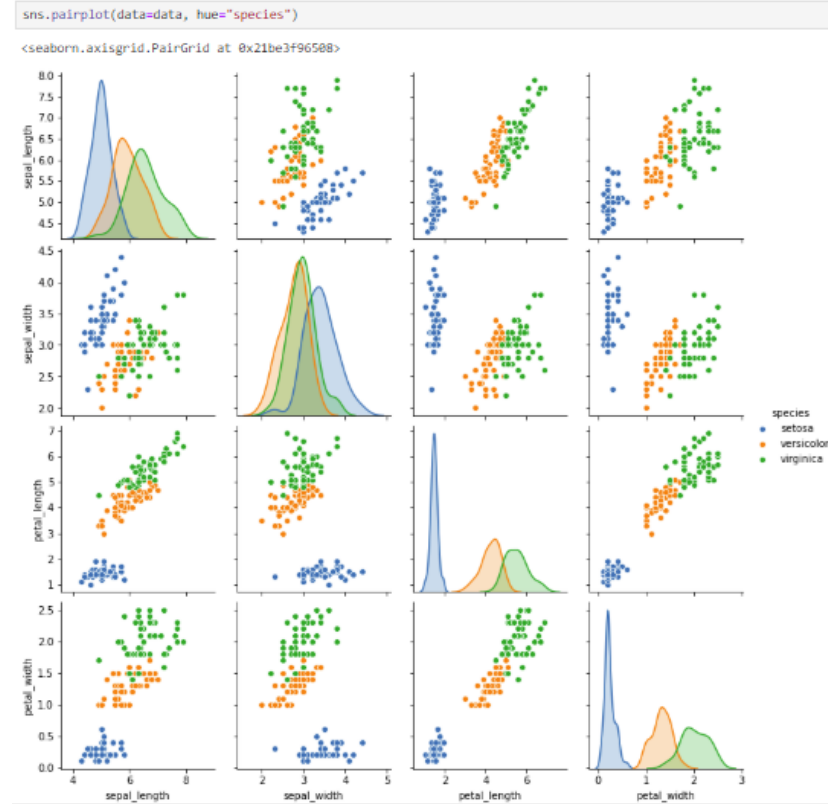 sns.pairplot(data=data, hue="species")
<seaborn.axisgrid.PairGrid at 0x21be3f96508>
8.0
7.5
7.0
6.5
6.0
5.5
5.0
4.5
sepal_length
4.5
4.0
3.5
3.0
2.5
2.0
sepal_width
species
setosa
versicolor
virginica
7
6
5
4
3
2
1
petal_length
2.5
2.0
1.5
1.0
0.5
0.0
petal_width
4 6 8
2 3 4 5
2 4 6
0 1 2 3
sepal_length sepal_width petal_length petal_width